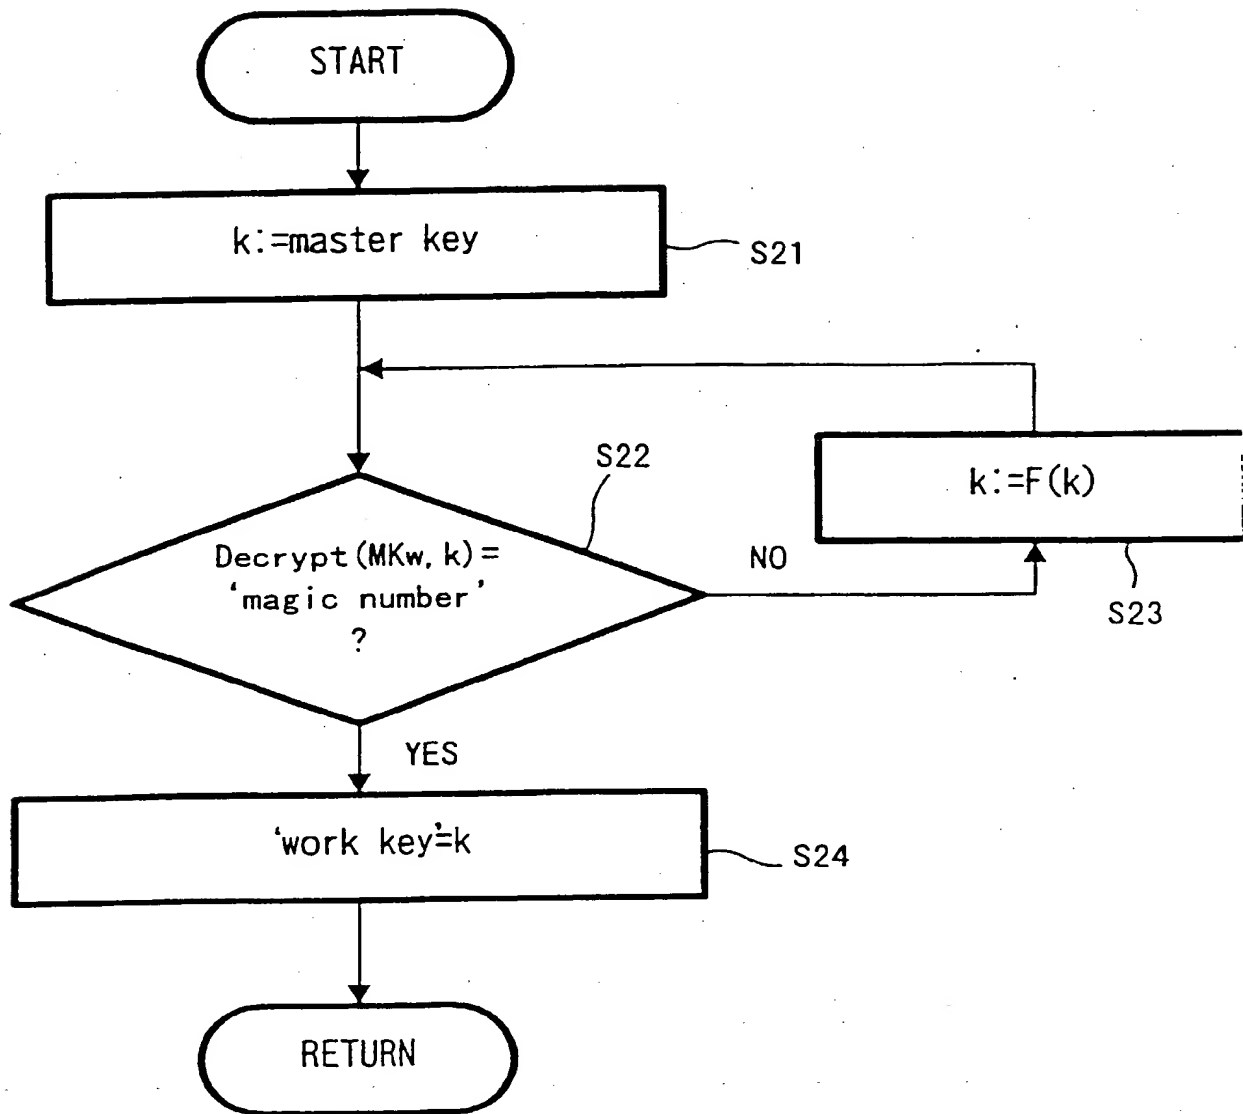 START
k:=master key
S21
S22
k:=F(k)
Decrypt(MKw, k)=
‘magic number’
?
NO
S23
YES
‘work key’=k
S24
RETURN